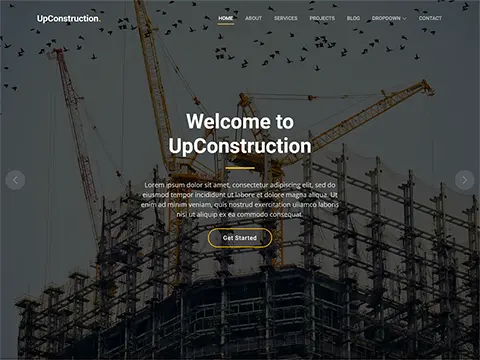 UpConstruction.
HOME ABOUT SERVICES PROJECTS BLOG DROPDOWN CONTACT
Welcome to
UpConstruction
Lorem ipsum dolor sit amet, consectetur adipiscing elit, sed do
eiusmod tempor incididunt ut labore et dolore magna aliqua. Ut
enim ad minim veniam, quis nostrud exercitation ullamco laboris
nisi ut aliquip ex ea commodo consequat.
Get Started